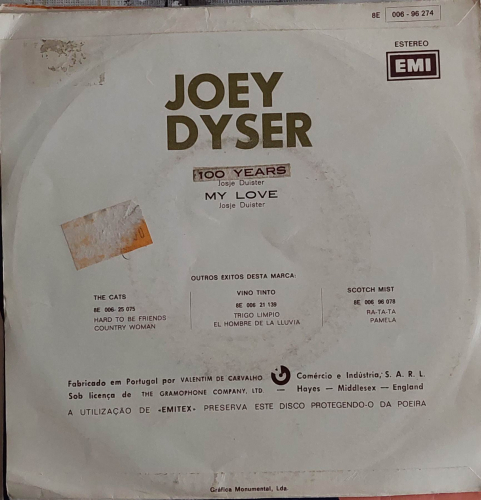 8E 006 - 96 274
ESTEREO
EMI
JOEY
DYSER
100 YEARS
Josje Duister
MY LOVE
Josje Duister
OUTROS EXITOS DESTA MARCA:
THE CATS
8E 006- 25 075
HARD TO BE FRIENDS
COUNTRY WOMAN
VINO TINTO
8E 006 21 139
TRIGO LIMPIO
EL HOMBRE DE LA LLUVIA
SCOTCH MIST
8E 006 96 078
RA-TA-TA
PAMELA
Fabricado em Portugal por VALENTIM DE CARVALHO. Comércio e Indústria, S. A. R. L.
Sob licença de THE GRAMOPHONE COMPANY, LTD. — Hayes — Middlesex — England
A UTILIZAÇÃO DE «EMITEX» PRESERVA ESTE DISCO PROTEGENDO-O DA POEIRA
Gráfica Monumental, Lda.